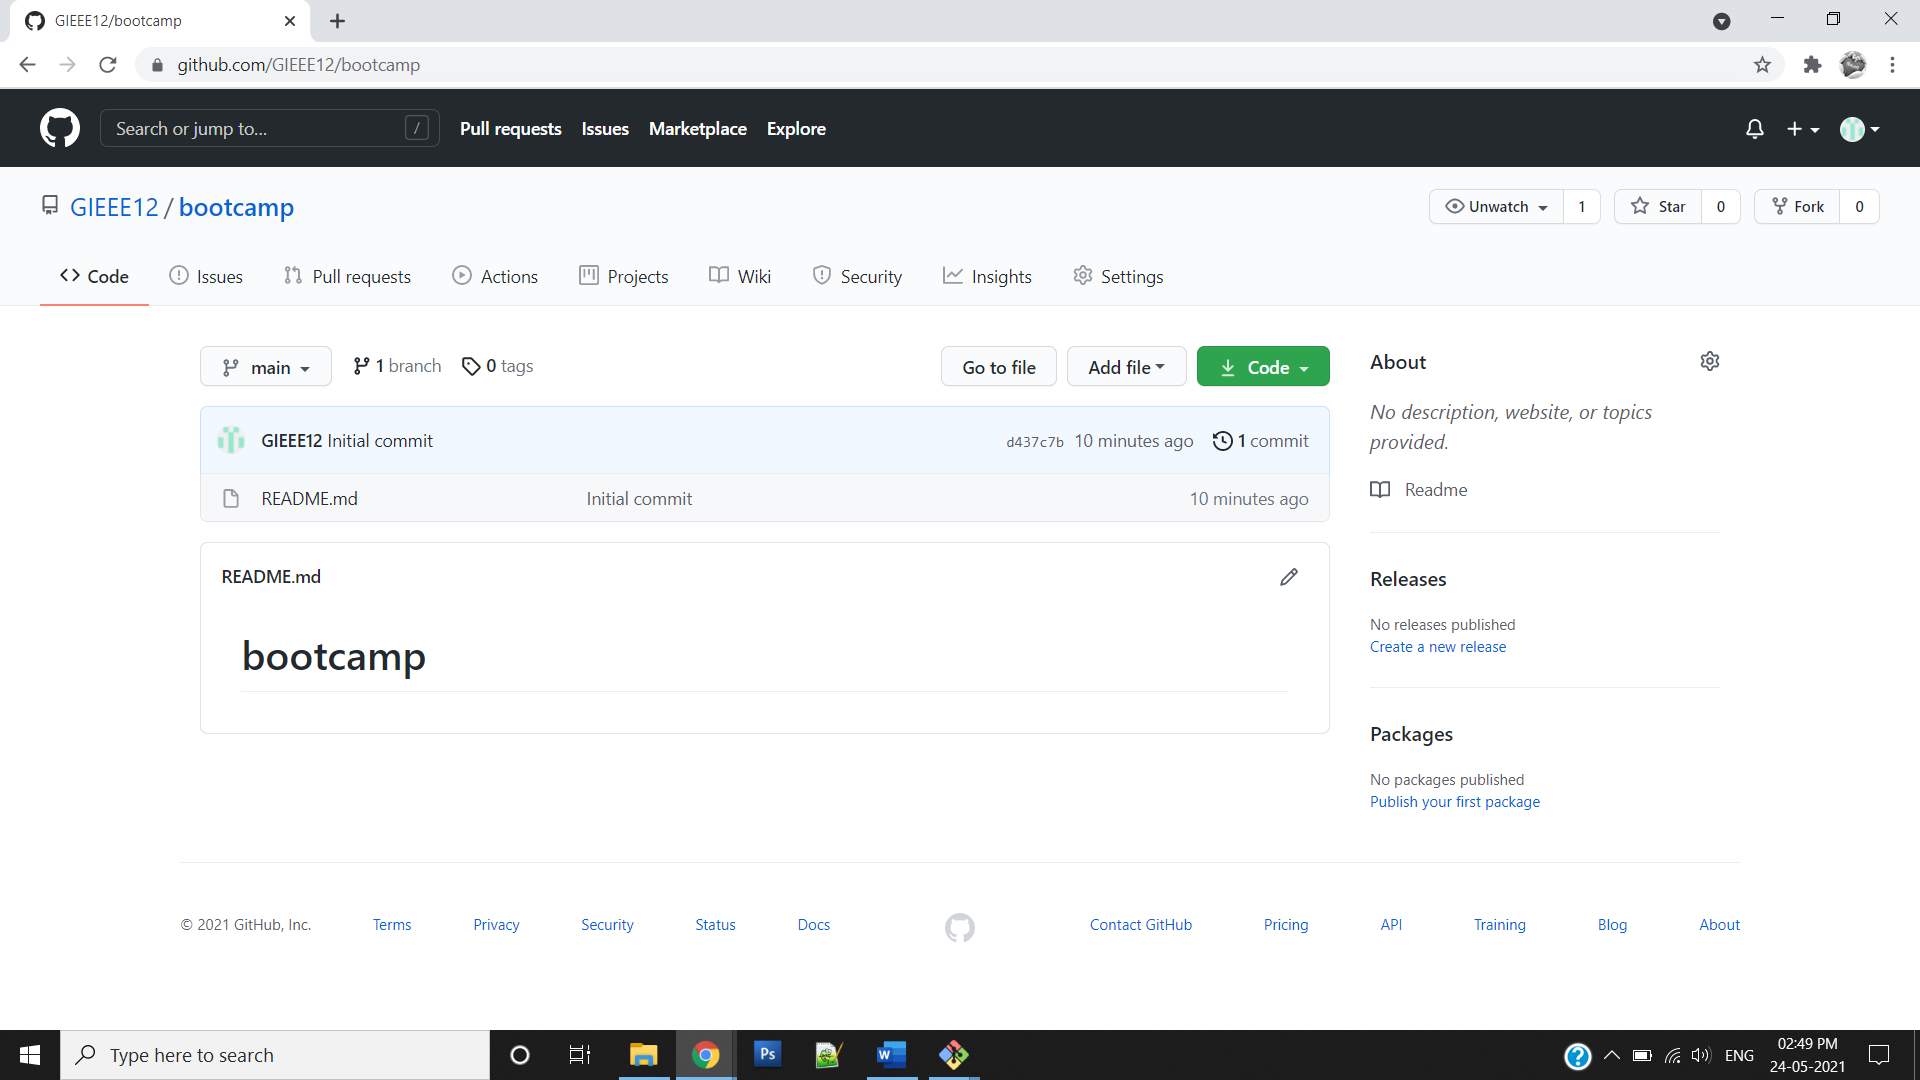 GIEEE12/bootcamp
github.com/GIEEE12/bootcamp
Search or jump to... /
Pull requests Issues Marketplace Explore
GIEEE12 / bootcamp
Unwatch 1 Star 0 Fork 0
Code Issues Pull requests Actions Projects Wiki Security Insights Settings
main 1 branch 0 tags Go to file Add file Code
GIEEE12 Initial commit d437c7b 10 minutes ago 1 commit
README.md Initial commit 10 minutes ago
README.md
bootcamp
About
No description, website, or topics
provided.
Readme
Releases
No releases published
Create a new release
Packages
No packages published
Publish your first package
© 2021 GitHub, Inc. Terms Privacy Security Status Docs Contact GitHub Pricing API Training Blog About
Type here to search
Ps
W
ENG
02:49 PM
24-05-2021